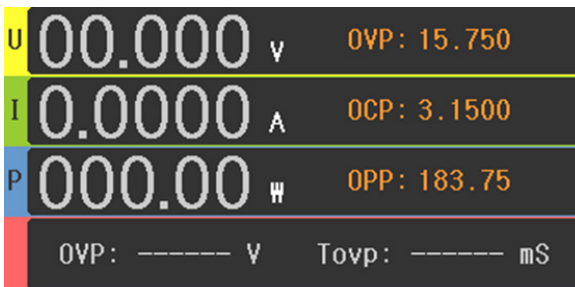 U 00.000 V OVP: 15.750
I 0.0000 A OCP: 3.1500
P 000.00 W OPP: 183.75
OVP: ------ V Tovp: ------ mS